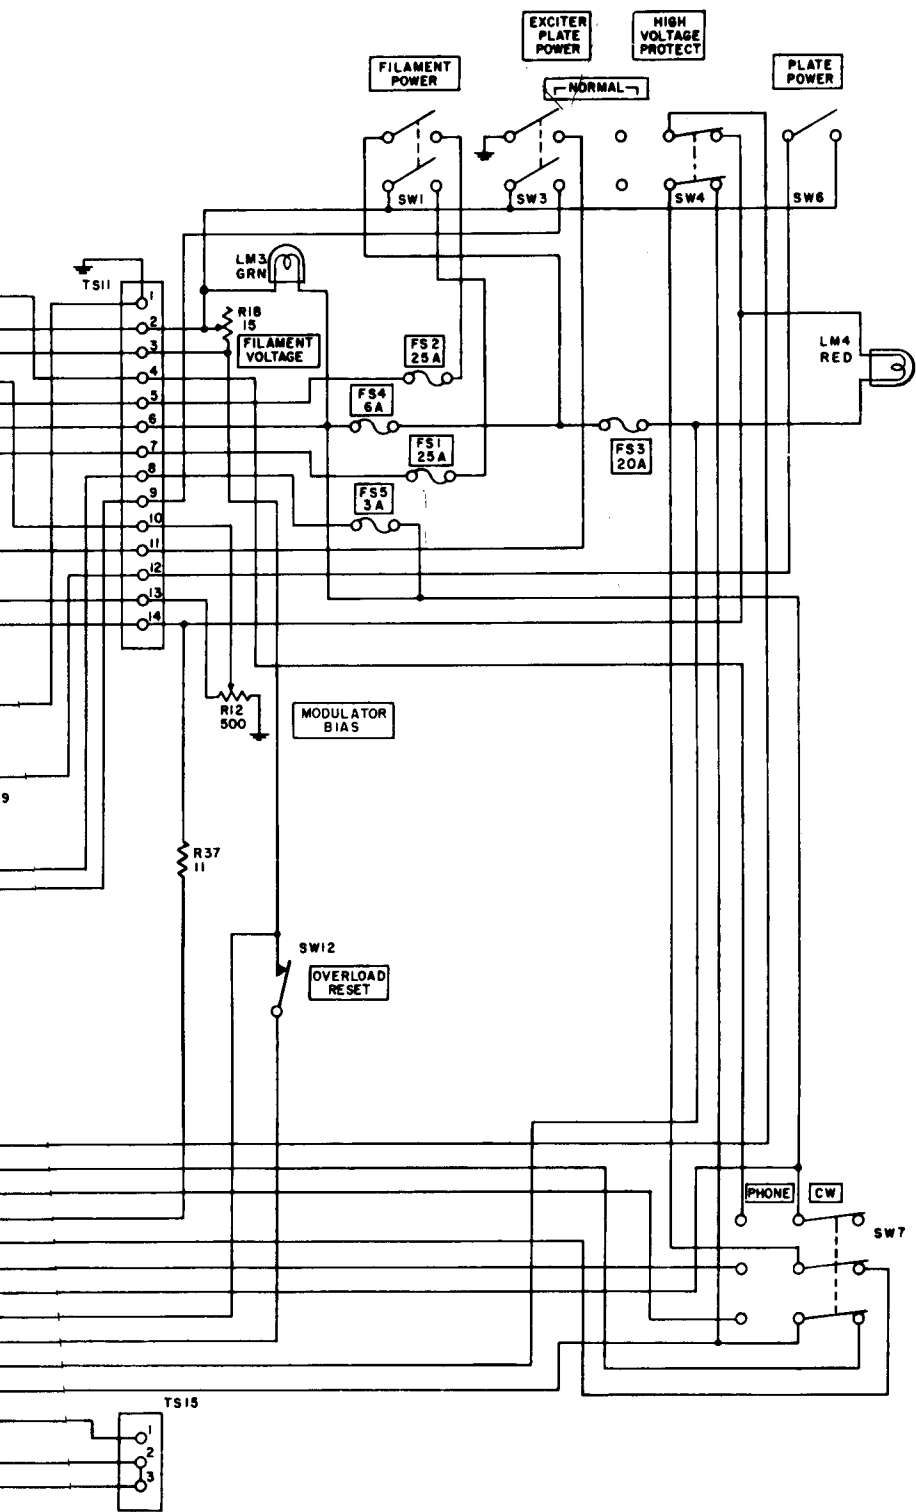 EXCITER
PLATE
POWER
HIGH
VOLTAGE
PROTECT
FILAMENT
POWER
NORMAL
PLATE
POWER
SW1
SW3
SW4
SW6
LM3
GRN
TS11
1
2
3
4
5
6
7
8
9
10
11
12
13
14
R18
15
FILAMENT
VOLTAGE
FS2
25A
FS4
6A
FS1
25A
FS5
3A
FS3
20A
LM4
RED
R12
500
MODULATOR
BIAS
9
R37
11
SW12
OVERLOAD
RESET
PHONE
CW
SW7
TS15
1
2
3